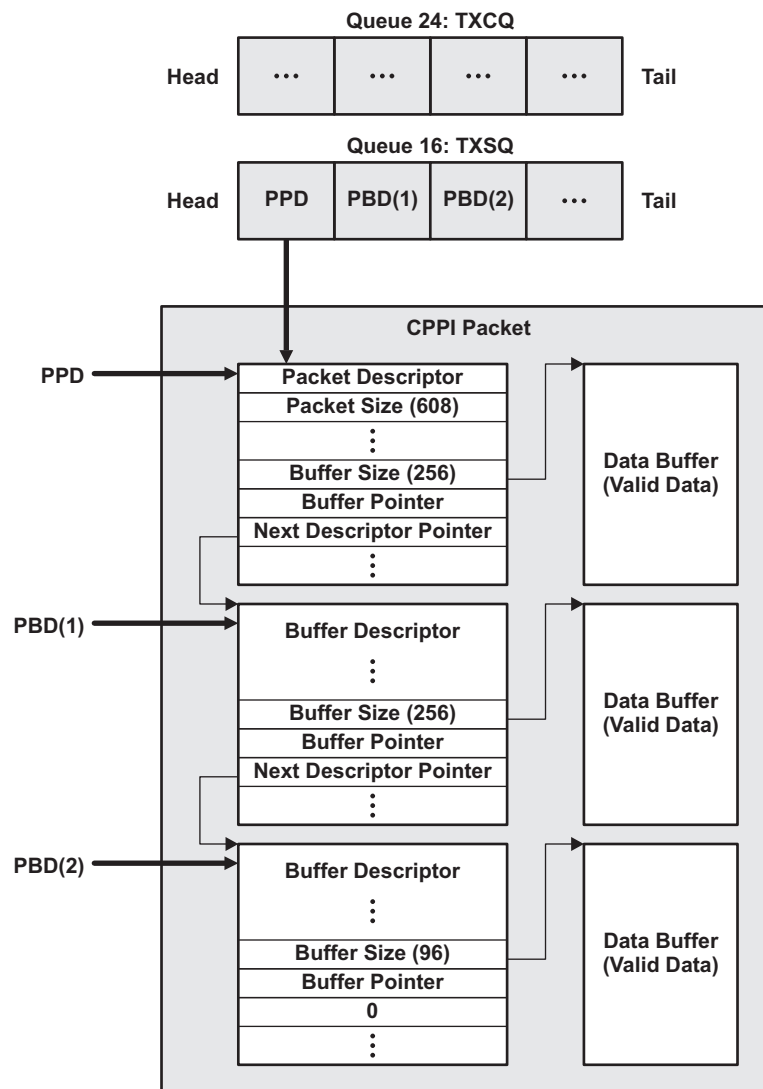 Queue 24: TXCQ
Head ... ... ... ... Tail
Queue 16: TXSQ
Head PPD PBD(1) PBD(2) ... Tail
CPPI Packet
PPD
Packet Descriptor
Packet Size (608)
⋮
Buffer Size (256)
Buffer Pointer
Next Descriptor Pointer
⋮
Data Buffer
(Valid Data)
PBD(1)
Buffer Descriptor
⋮
Buffer Size (256)
Buffer Pointer
Next Descriptor Pointer
⋮
Data Buffer
(Valid Data)
PBD(2)
Buffer Descriptor
⋮
Buffer Size (96)
Buffer Pointer
0
⋮
Data Buffer
(Valid Data)